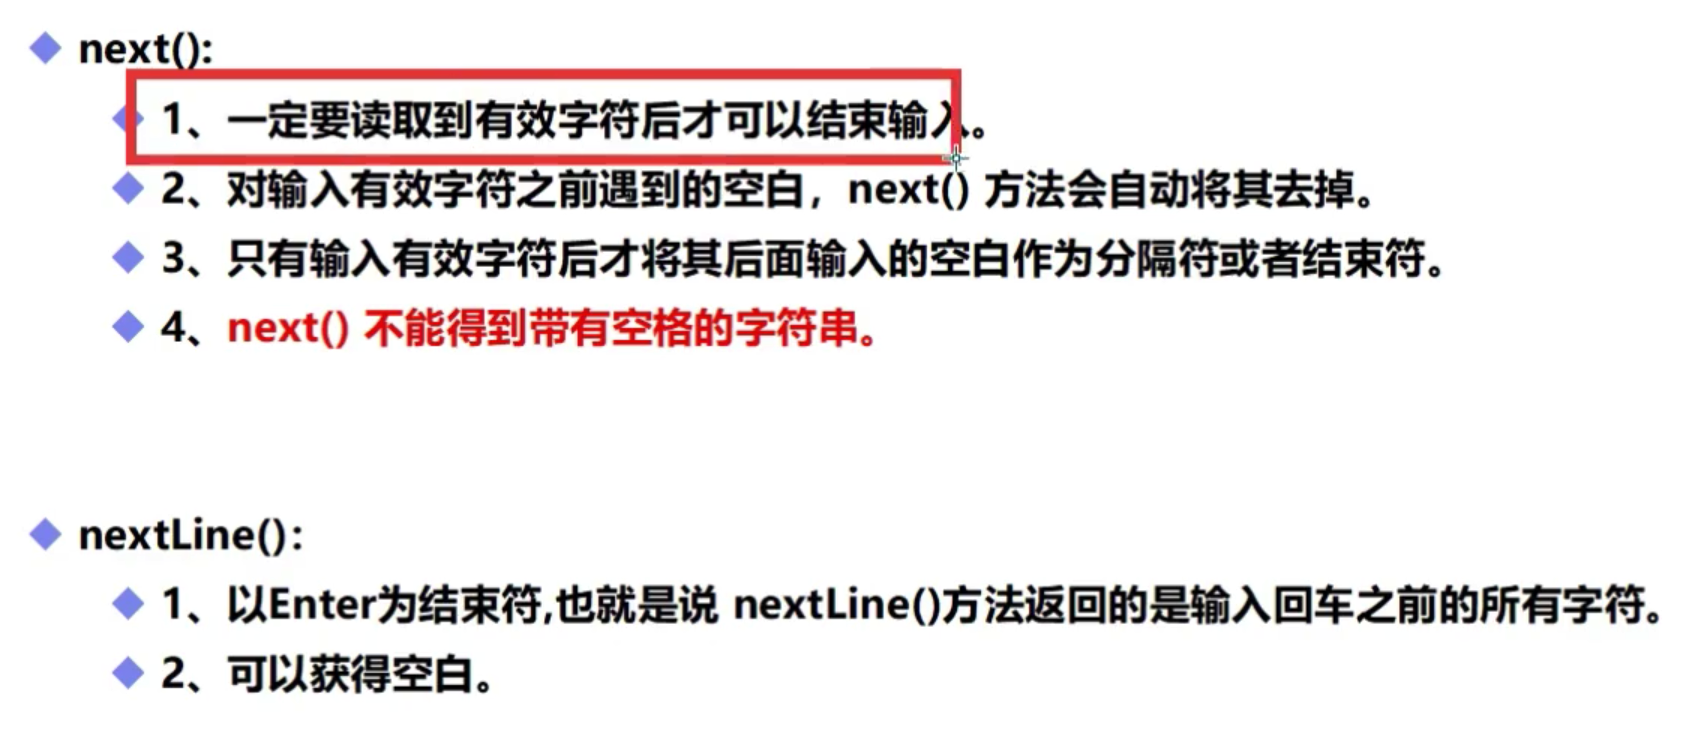 next():
1、一定要读取到有效字符后才可以结束输入。
2、对输入有效字符之前遇到的空白，next() 方法会自动将其去掉。
3、只有输入有效字符后才将其后面输入的空白作为分隔符或者结束符。
4、next() 不能得到带有空格的字符串。
nextLine()：
1、以Enter为结束符,也就是说 nextLine()方法返回的是输入回车之前的所有字符。
2、可以获得空白。